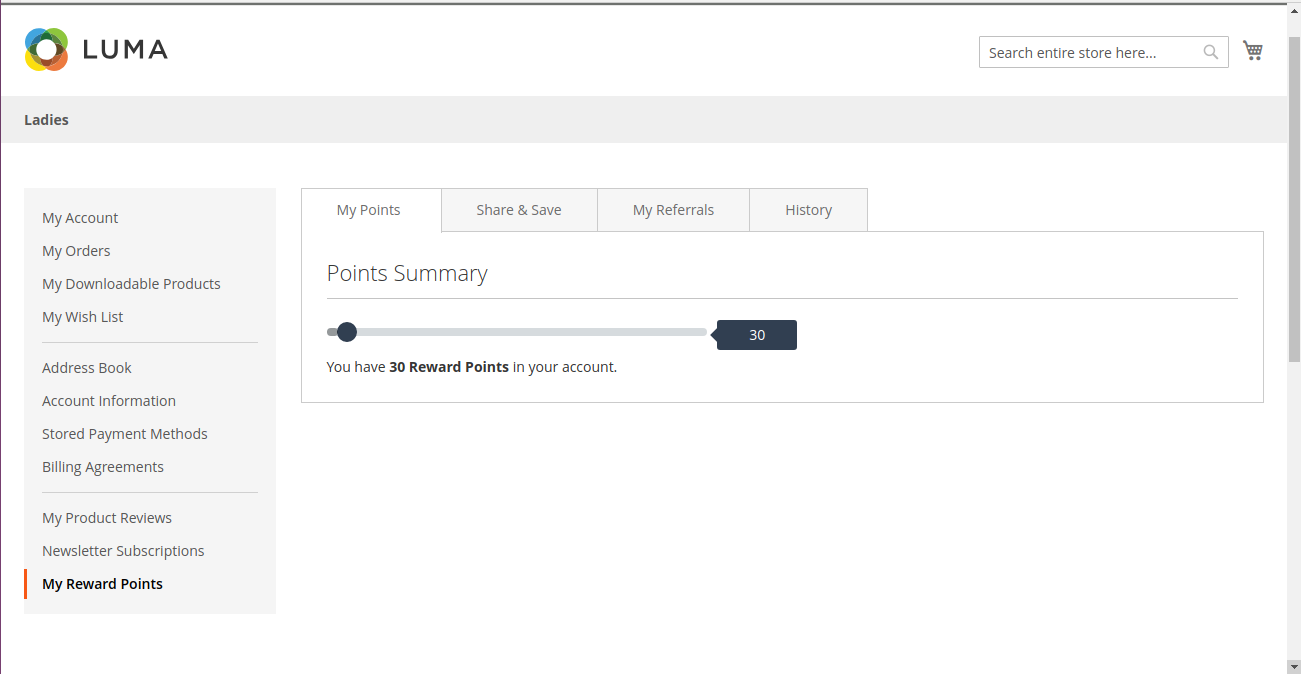 LUMA
Search entire store here...
Ladies
My Account
My Orders
My Downloadable Products
My Wish List
Address Book
Account Information
Stored Payment Methods
Billing Agreements
My Product Reviews
Newsletter Subscriptions
My Reward Points
My Points
Share & Save
My Referrals
History
Points Summary
30
You have 30 Reward Points in your account.